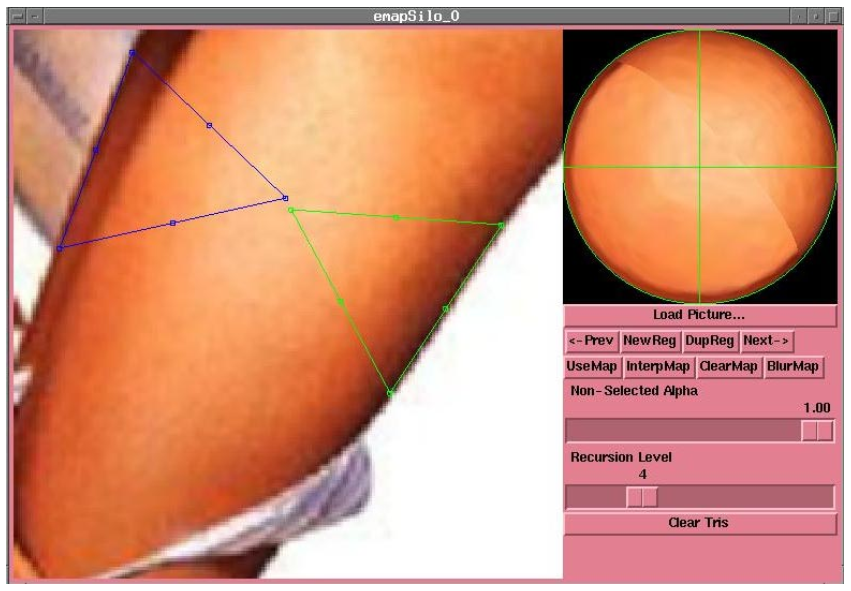 emapSilo_0
Load Picture...
<-Prev NewReg DupReg Next->
UseMap InterpMap ClearMap BlurMap
Non-Selected Alpha
1.00
Recursion Level
4
Clear Tris